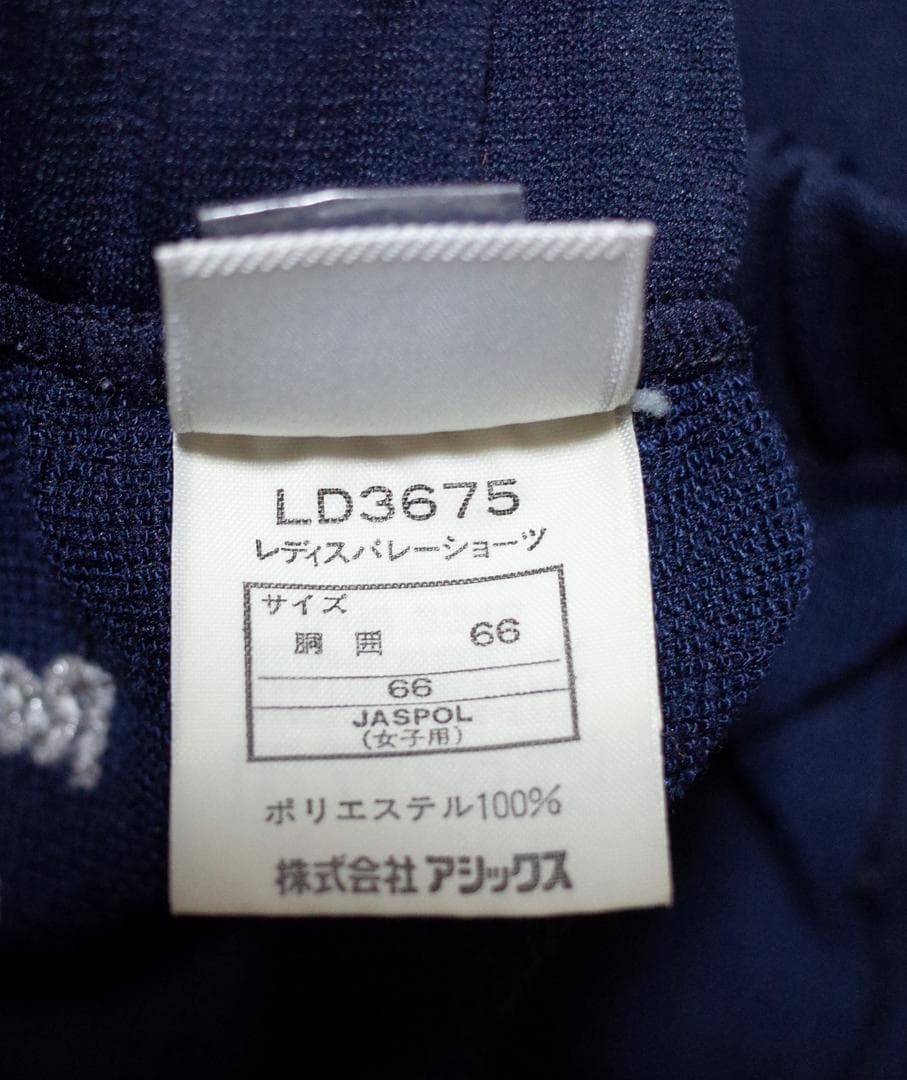 LD3675
レディスバレーショーツ
サイズ
胴囲 66
66
JASPOL
(女子用)
ポリエステル100%
株式会社アシックス